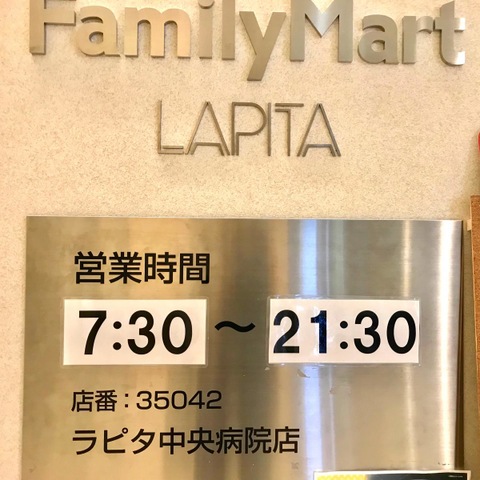 FamilyMart
LAPITA
営業時間
7:30 ～ 21:30
店番：35042
ラピタ中央病院店